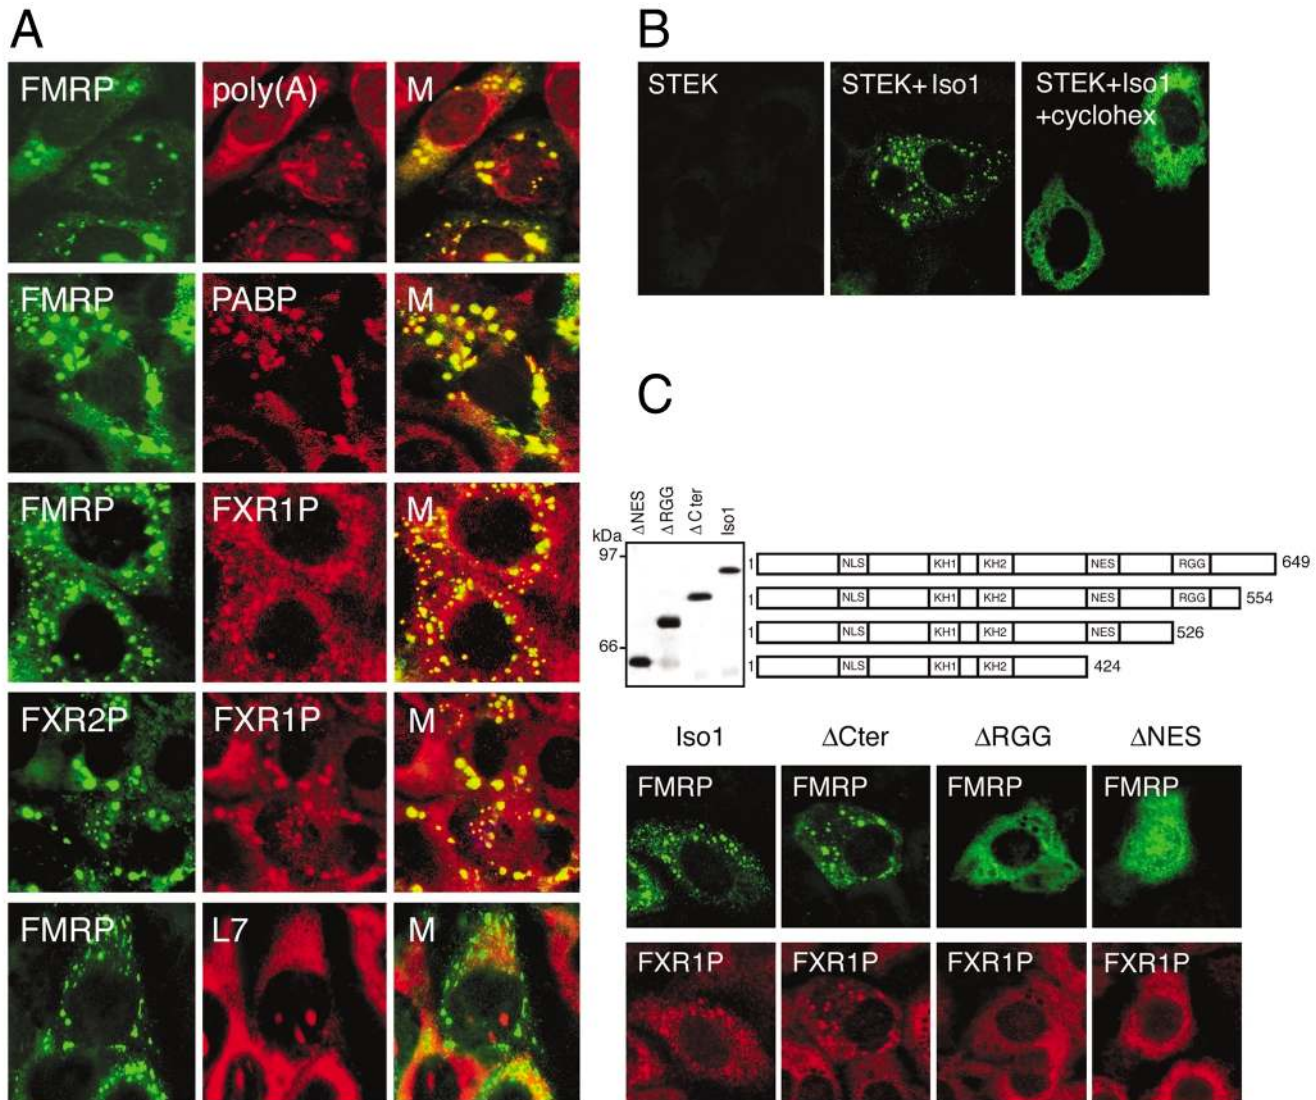 A
FMRP poly(A) M
FMRP PABP M
FMRP FXR1P M
FXR2P FXR1P M
FMRP L7 M
B
STEK STEK+Iso1 STEK+Iso1
+cyclohex
C
ΔNES ΔRGG ΔCter Iso1
kDa
97
66
1 NLS KH1 KH2 NES RGG 649
1 NLS KH1 KH2 NES RGG 554
1 NLS KH1 KH2 NES 526
1 NLS KH1 KH2 424
Iso1 ΔCter ΔRGG ΔNES
FMRP FMRP FMRP FMRP
FXR1P FXR1P FXR1P FXR1P